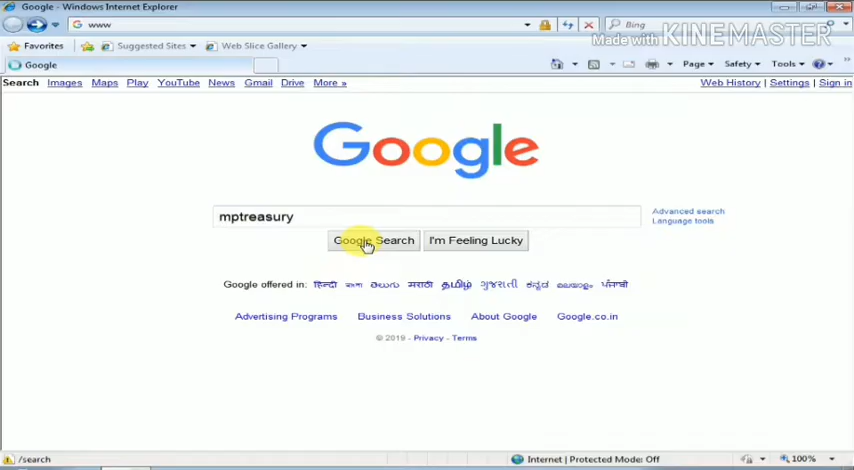 Google - Windows Internet Explorer
www
Bing
Made with KINEMASTER
Favorites Suggested Sites Web Slice Gallery
Google
Page Safety Tools
Search Images Maps Play YouTube News Gmail Drive More »
Web History | Settings | Sign in
Google
mptreasury
Advanced search
Language tools
Google Search I'm Feeling Lucky
Google offered in: हिन्दी বাংলা తెలుగు मराठी தமிழ் ગુજરાતી ಕನ್ನಡ മലയാളം ਪੰਜਾਬੀ
Advertising Programs Business Solutions About Google Google.co.in
© 2019 - Privacy - Terms
/search
Internet | Protected Mode: Off
100%